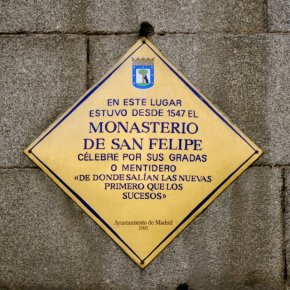 EN ESTE LUGAR
ESTUVO DESDE 1547 EL
MONASTERIO
DE SAN FELIPE
CÉLEBRE POR SUS GRADAS
O MENTIDERO
«DE DONDE SALÍAN LAS NUEVAS
PRIMERO QUE LOS
SUCESOS»
Ayuntamiento de Madrid